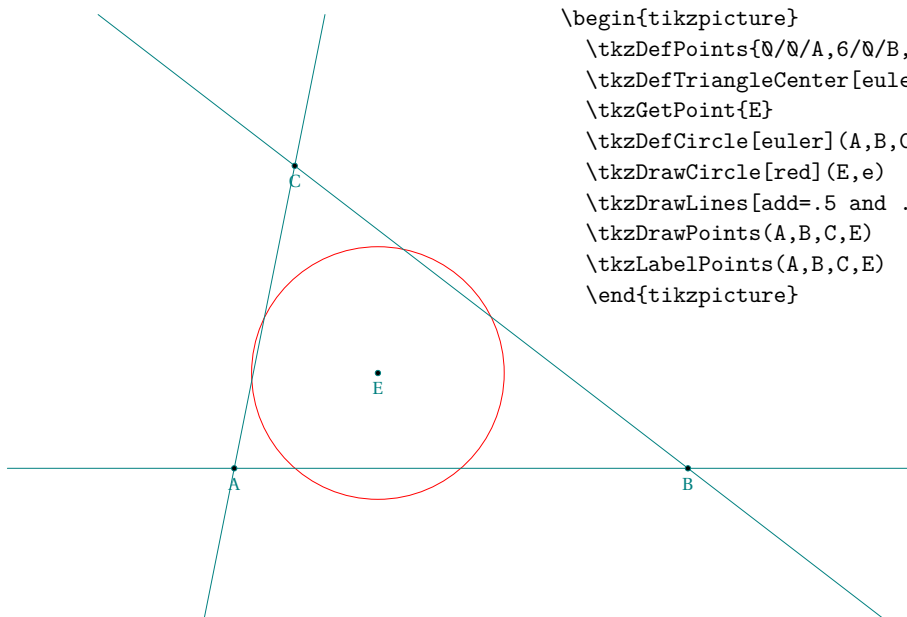 \begin{tikzpicture}
\tkzDefPoints{0/0/A,6/0/B,
\tkzDefTriangleCenter[eule
\tkzGetPoint{E}
\tkzDefCircle[euler](A,B,C
\tkzDrawCircle[red](E,e)
\tkzDrawLines[add=.5 and .
\tkzDrawPoints(A,B,C,E)
\tkzLabelPoints(A,B,C,E)
\end{tikzpicture}
C
E
A
B